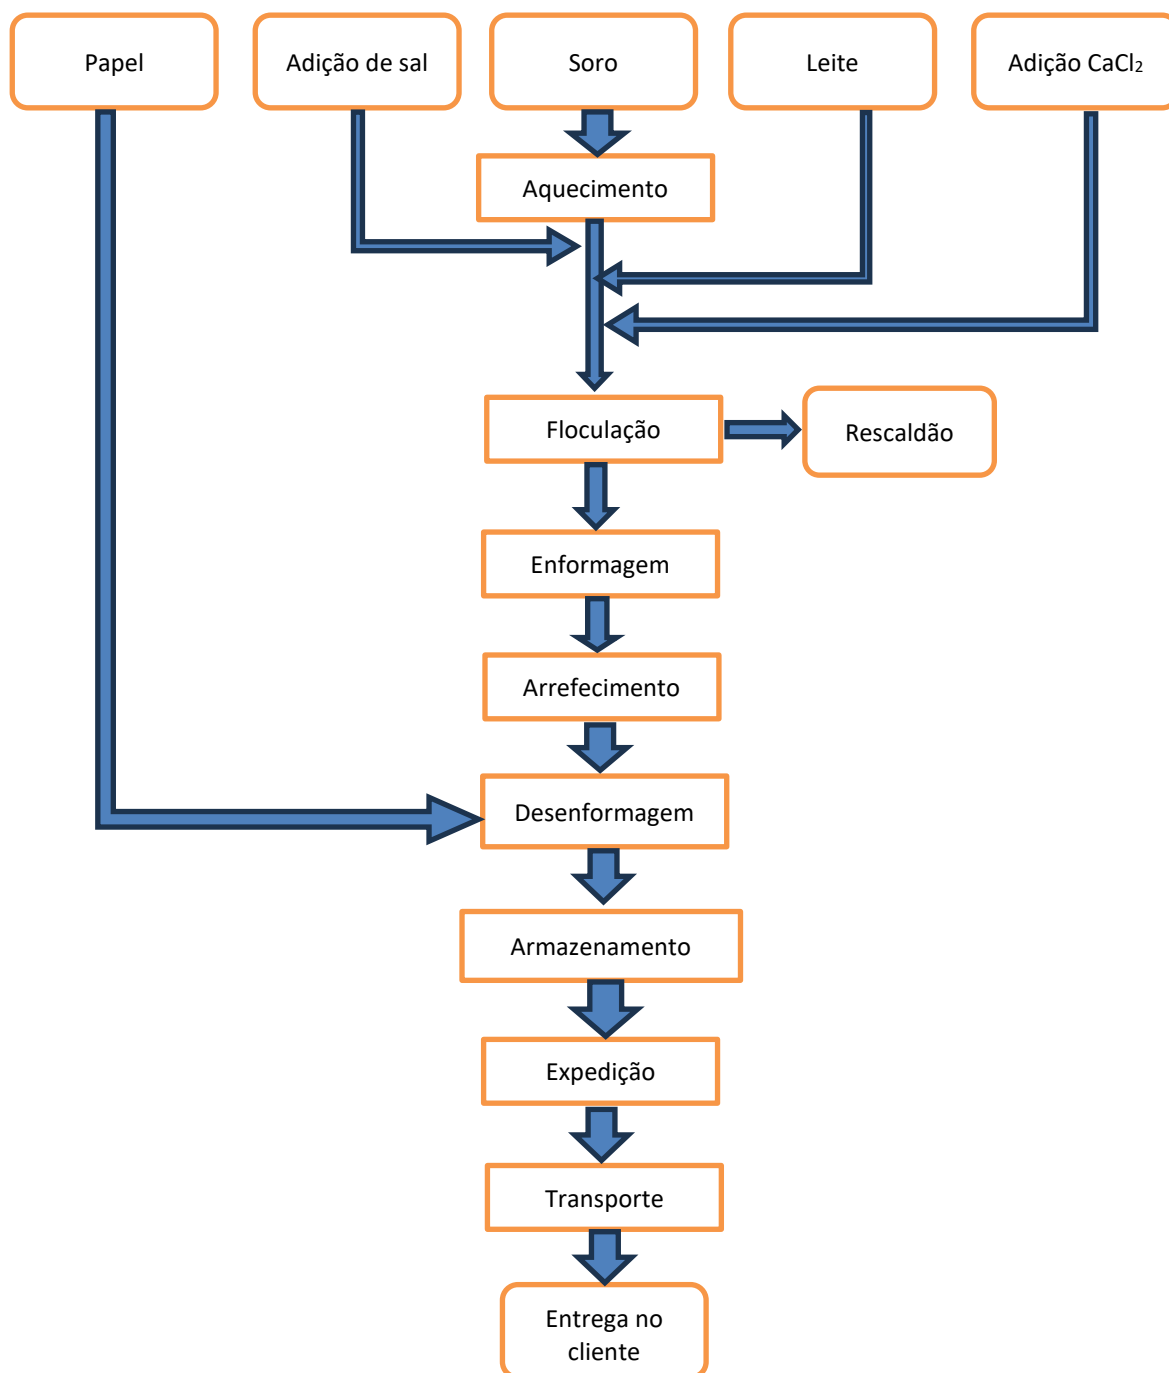 Papel
Adição de sal
Soro
Leite
Adição CaCl₂
Aquecimento
Floculação
Rescaldão
Enformagem
Arrefecimento
Desenformagem
Armazenamento
Expedição
Transporte
Entrega no
cliente